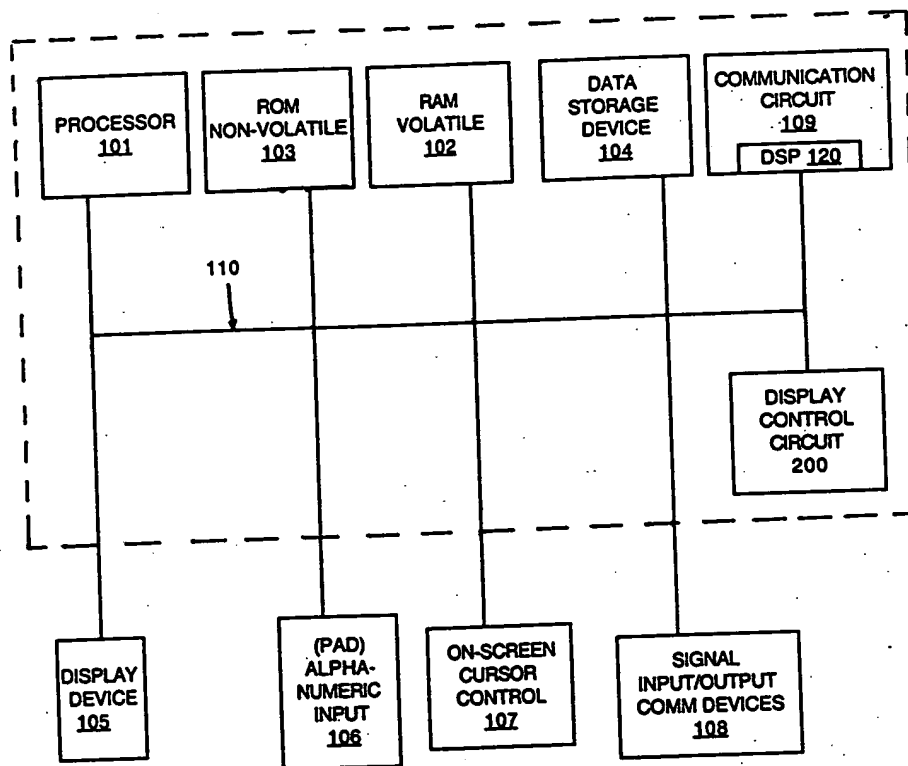 PROCESSOR
101
ROM
NON-VOLATILE
103
RAM
VOLATILE
102
DATA
STORAGE
DEVICE
104
COMMUNICATION
CIRCUIT
109
DSP 120
110
DISPLAY
CONTROL
CIRCUIT
200
DISPLAY
DEVICE
105
(PAD)
ALPHA-
NUMERIC
INPUT
106
ON-SCREEN
CURSOR
CONTROL
107
SIGNAL
INPUT/OUTPUT
COMM DEVICES
108